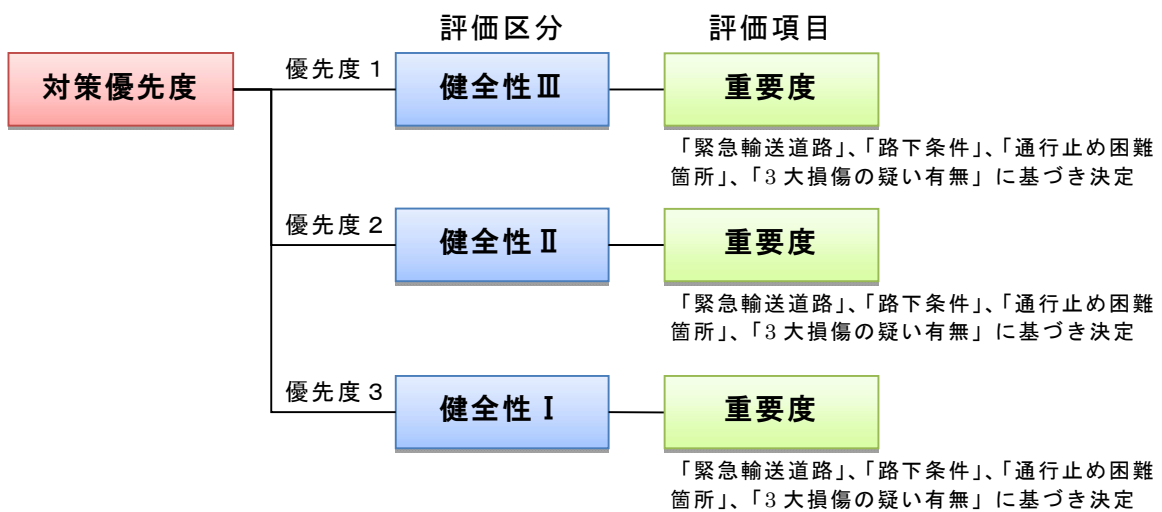 評価区分 評価項目
対策優先度 優先度1 健全性Ⅲ 重要度
「緊急輸送道路」、「路下条件」、「通行止め困難
箇所」、「3大損傷の疑い有無」に基づき決定
優先度2 健全性Ⅱ 重要度
「緊急輸送道路」、「路下条件」、「通行止め困難
箇所」、「3大損傷の疑い有無」に基づき決定
優先度3 健全性Ⅰ 重要度
「緊急輸送道路」、「路下条件」、「通行止め困難
箇所」、「3大損傷の疑い有無」に基づき決定